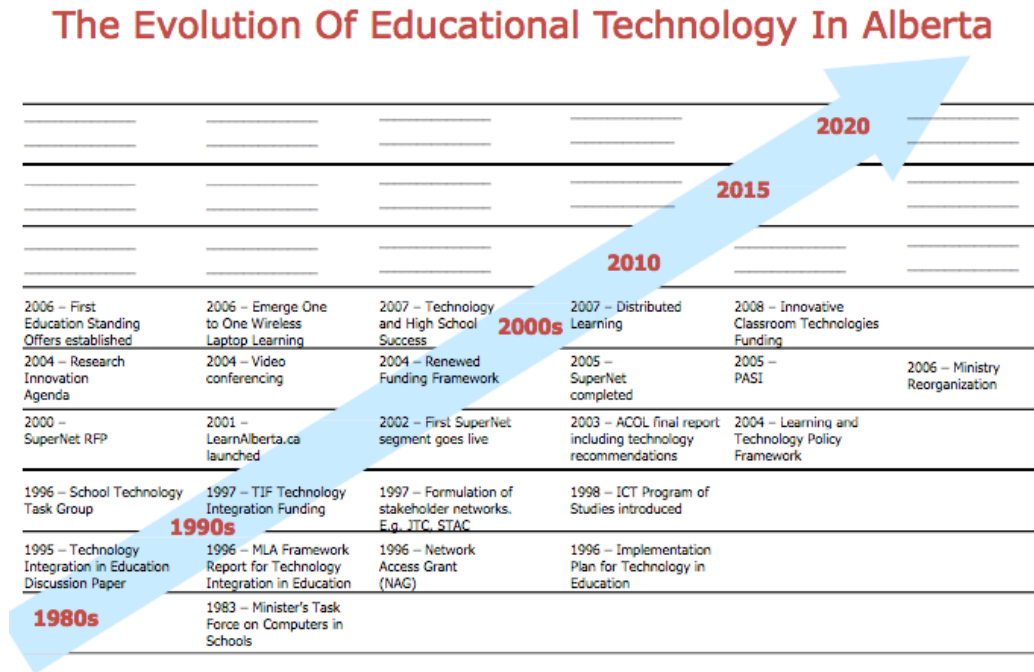 The Evolution Of Educational Technology In Alberta
2020
2015
2010
2006 – First
Education Standing
Offers established
2006 – Emerge One
to One Wireless
Laptop Learning
2007 – Technology
and High School
Success
2000s
2007 – Distributed
Learning
2008 – Innovative
Classroom Technologies
Funding
2004 – Research
Innovation
Agenda
2004 – Video
conferencing
2004 – Renewed
Funding Framework
2005 –
SuperNet
completed
2005 –
PASI
2006 – Ministry
Reorganization
2000 –
SuperNet RFP
2001 –
LearnAlberta.ca
launched
2002 – First SuperNet
segment goes live
2003 – ACOL final report
including technology
recommendations
2004 – Learning and
Technology Policy
Framework
1996 – School Technology
Task Group
1997 – TIF Technology
Integration Funding
1997 – Formulation of
stakeholder networks.
E.g. JTC, STAC
1998 – ICT Program of
Studies introduced
1990s
1995 – Technology
Integration in Education
Discussion Paper
1996 – MLA Framework
Report for Technology
Integration in Education
1996 – Network
Access Grant
(NAG)
1996 – Implementation
Plan for Technology in
Education
1980s
1983 – Minister's Task
Force on Computers in
Schools